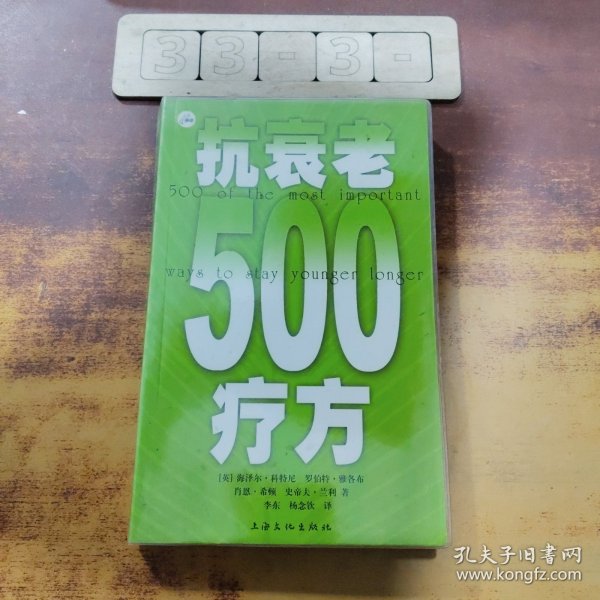 33-3-
抗衰老
500 of the most important
500
ways to stay younger longer
疗方
[英] 海泽尔·科特尼 罗伯特·雅各布
肖恩·希顿 史帝夫·兰利 著
李东 杨念钦 译
上海文化出版社
孔夫子旧书网
www.kongfz.com